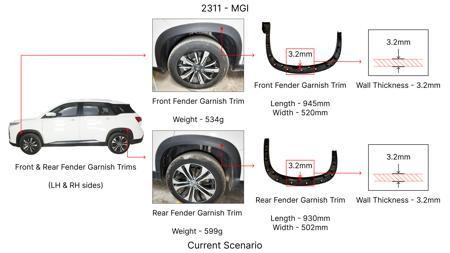 2311 - MGI
3.2mm
3.2mm
Front Fender Garnish Trim
Front Fender Garnish Trim
Wall Thickness - 3.2mm
Weight - 534g
Length - 945mm
Width - 520mm
3.2mm
3.2mm
Front & Rear Fender Garnish Trims
(LH & RH sides)
Rear Fender Garnish Trim
Rear Fender Garnish Trim
Wall Thickness - 3.2mm
Weight - 599g
Length - 930mm
Width - 502mm
Current Scenario